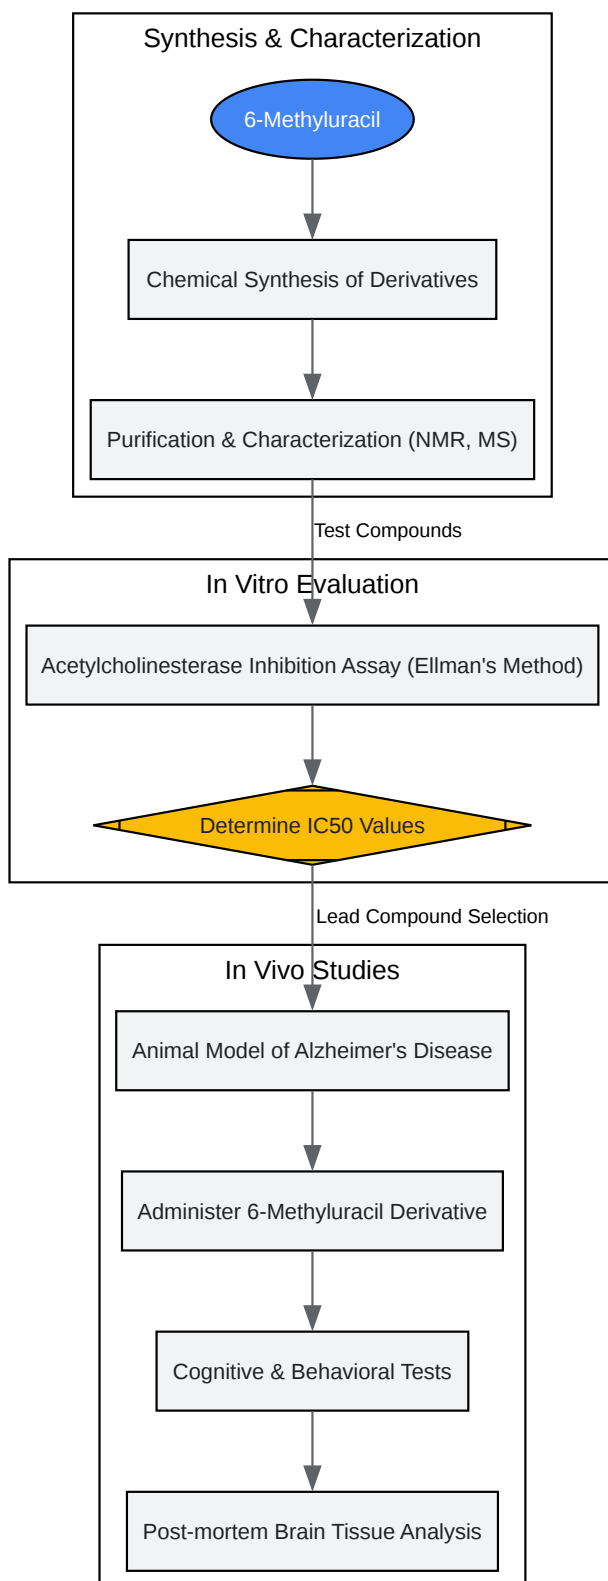 Synthesis & Characterization
6-Methyluracil
Chemical Synthesis of Derivatives
Purification & Characterization (NMR, MS)
Test Compounds
In Vitro Evaluation
Acetylcholinesterase Inhibition Assay (Ellman's Method)
Determine IC50 Values
Lead Compound Selection
In Vivo Studies
Animal Model of Alzheimer's Disease
Administer 6-Methyluracil Derivative
Cognitive & Behavioral Tests
Post-mortem Brain Tissue Analysis